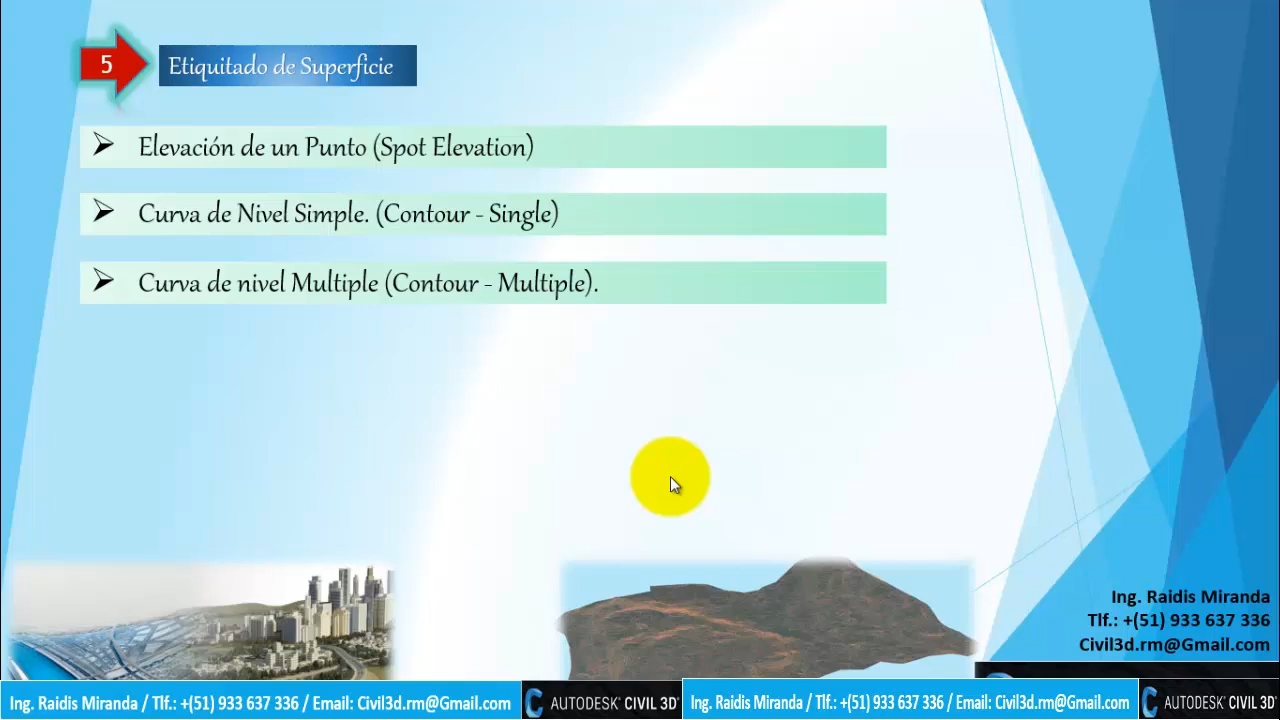 5
Etiquitado de Superficie
Elevación de un Punto (Spot Elevation)
Curva de Nivel Simple. (Contour - Single)
Curva de nivel Multiple (Contour - Multiple).
Ing. Raidis Miranda
Tlf.: +(51) 933 637 336
Civil3d.rm@Gmail.com
Ing. Raidis Miranda / Tlf.: +(51) 933 637 336 / Email: Civil3d.rm@Gmail.com
AUTODESK® CIVIL 3D®
Ing. Raidis Miranda / Tlf.: +(51) 933 637 336 / Email: Civil3d.rm@Gmail.com
AUTODESK® CIVIL 3D